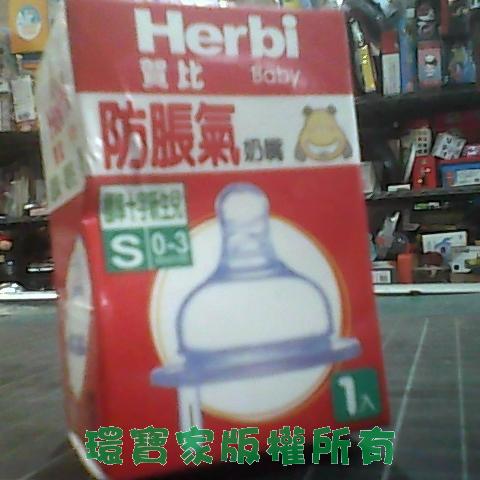 Herbi
賀比 Baby
防脹氣奶嘴
S 0-3
1入
環寶家版權所有